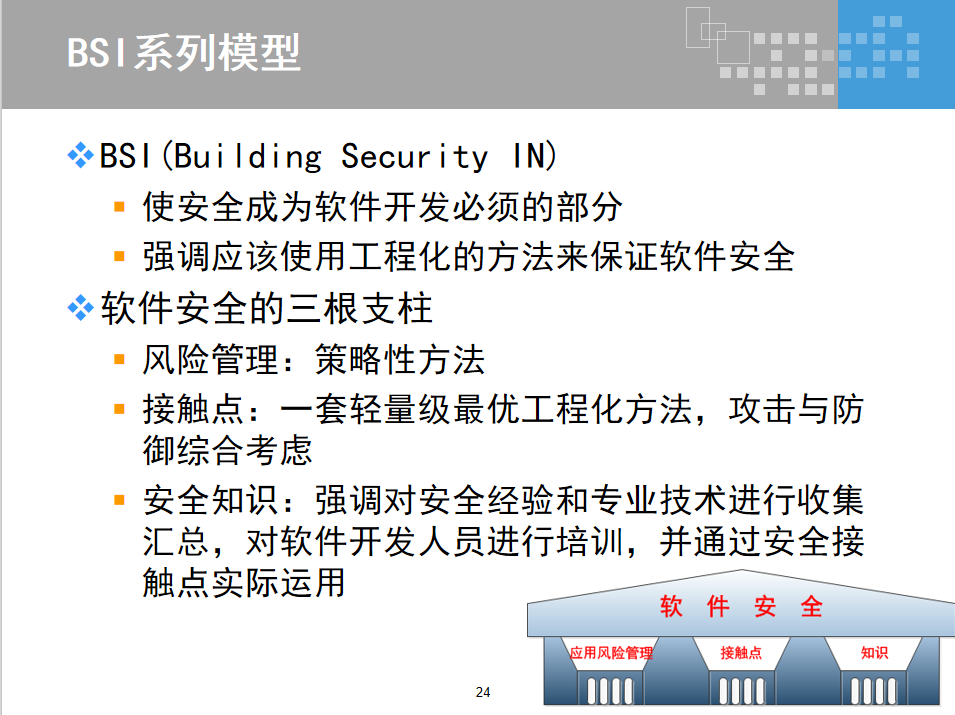 BSI系列模型
BSI(Building Security IN)
使安全成为软件开发必须的部分
强调应该使用工程化的方法来保证软件安全
软件安全的三根支柱
风险管理：策略性方法
接触点：一套轻量级最优工程化方法，攻击与防
御综合考虑
安全知识：强调对安全经验和专业技术进行收集
汇总，对软件开发人员进行培训，并通过安全接
触点实际运用
软 件 安 全
应用风险管理 接触点 知识
24